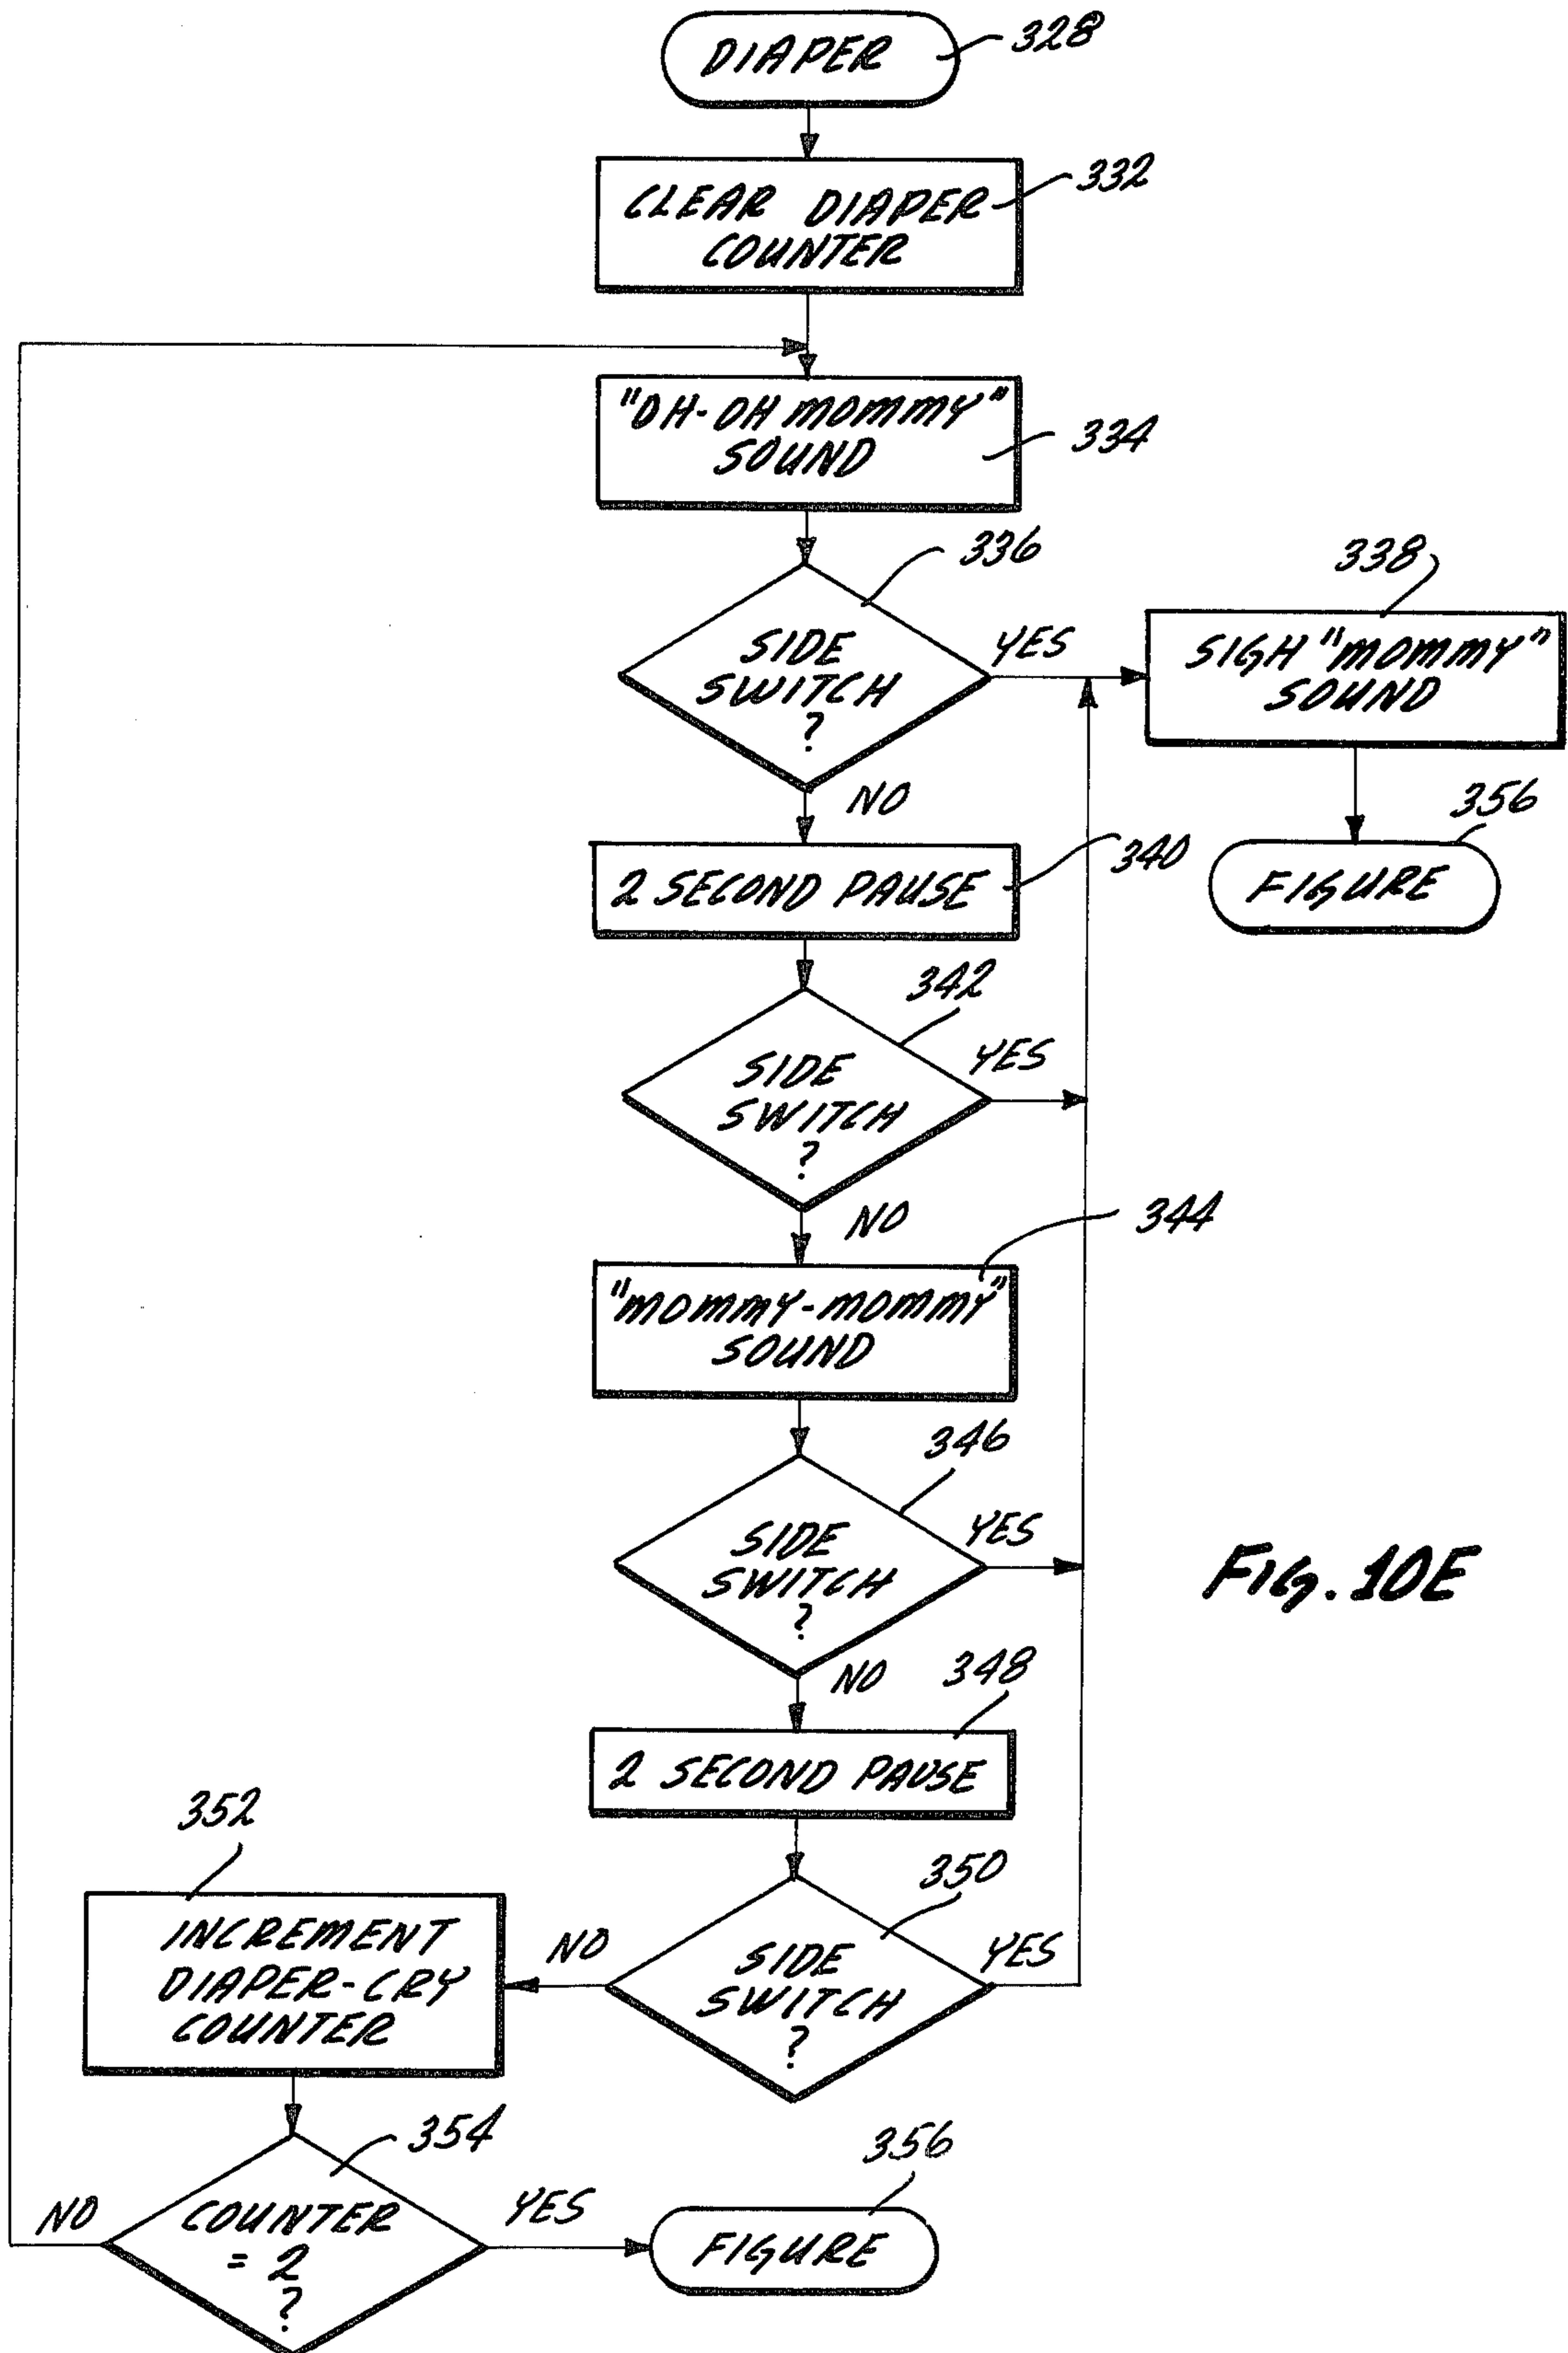 DIAPER
328
CLEAR DIAPER
COUNTER
332
"OH-OH MOMMY"
SOUND
334
336
SIDE
SWITCH
?
YES
338
SIGH "MOMMY"
SOUND
NO
356
FIGURE
2 SECOND PAUSE
340
342
SIDE
SWITCH
?
YES
NO
344
"MOMMY-MOMMY"
SOUND
346
SIDE
SWITCH
?
YES
FIG. 10E
NO
348
2 SECOND PAUSE
352
350
INCREMENT
DIAPER-CRY
COUNTER
NO
SIDE
SWITCH
?
YES
354
356
NO
COUNTER
= 2
?
YES
FIGURE